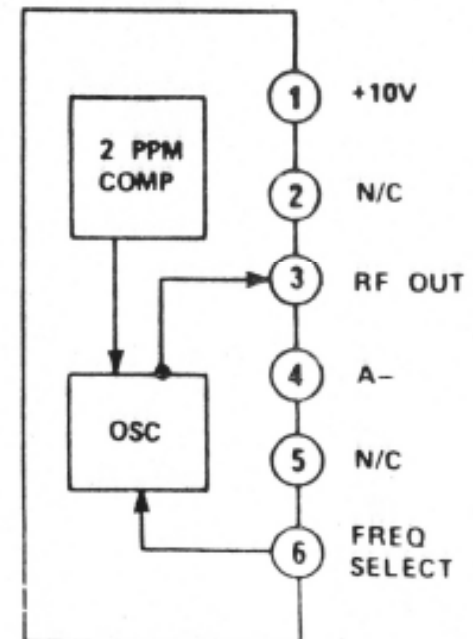 1 +10V
2 PPM
COMP
2 N/C
3 RF OUT
4 A-
OSC
5 N/C
6 FREQ
SELECT